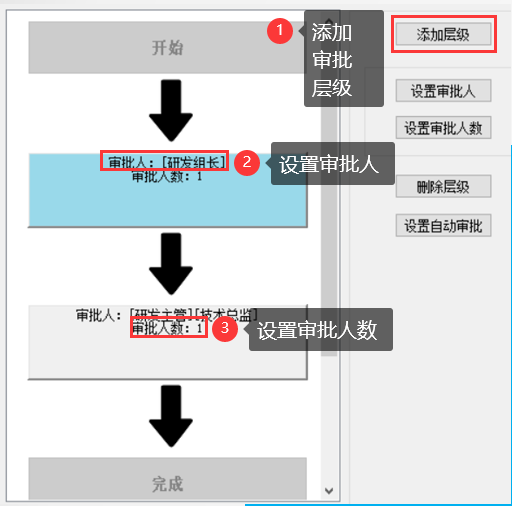 开始
1
添加
审批
层级
添加层级
设置审批人
设置审批人数
审批人：[研发组长]
审批人数：1
2
设置审批人
删除层级
设置自动审批
审批人：[研发主管][技术总监]
审批人数：1
3
设置审批人数
完成